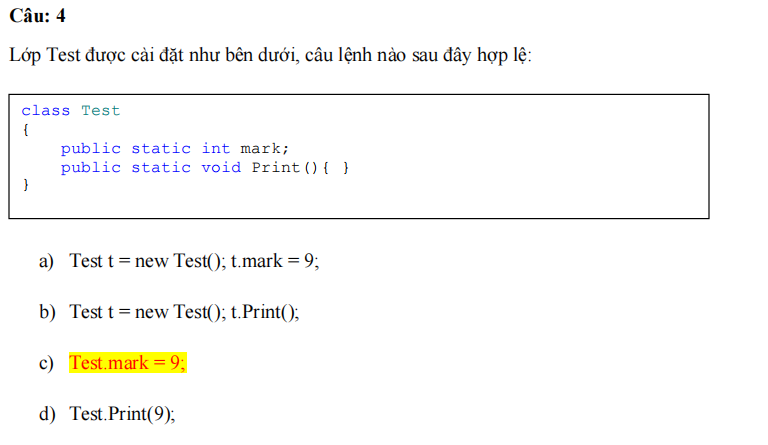 Câu: 4
Lớp Test được cài đặt như bên dưới, câu lệnh nào sau đây hợp lệ:
class Test
{
    public static int mark;
    public static void Print(){ }
}
a) Test t = new Test(); t.mark = 9;
b) Test t = new Test(); t.Print();
c) Test.mark = 9;
d) Test.Print(9);